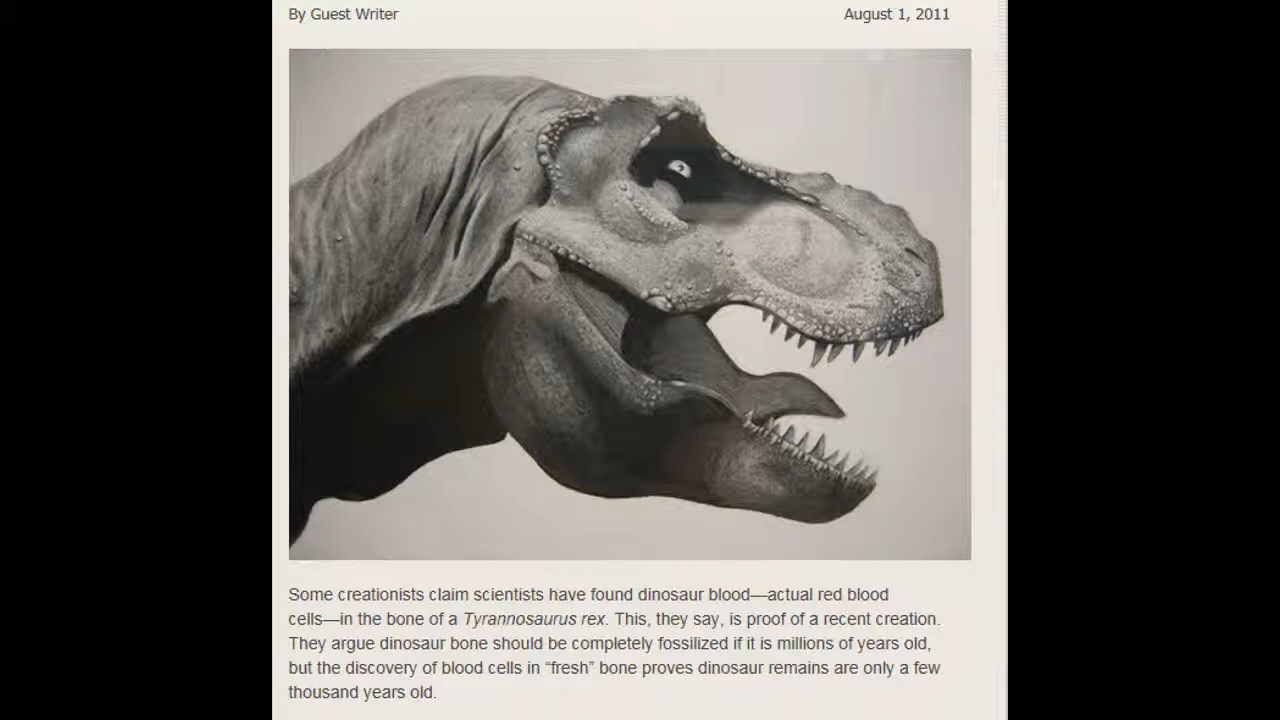 By Guest Writer
August 1, 2011
Some creationists claim scientists have found dinosaur blood—actual red blood
cells—in the bone of a Tyrannosaurus rex. This, they say, is proof of a recent creation.
They argue dinosaur bone should be completely fossilized if it is millions of years old,
but the discovery of blood cells in “fresh” bone proves dinosaur remains are only a few
thousand years old.